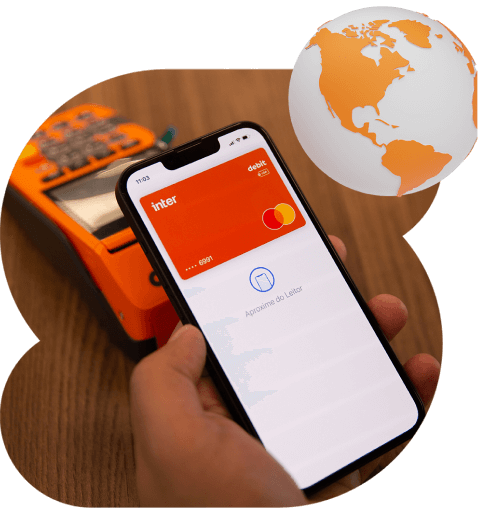 11:03
inter
debit
•••• 6991
Aproxime do Leitor